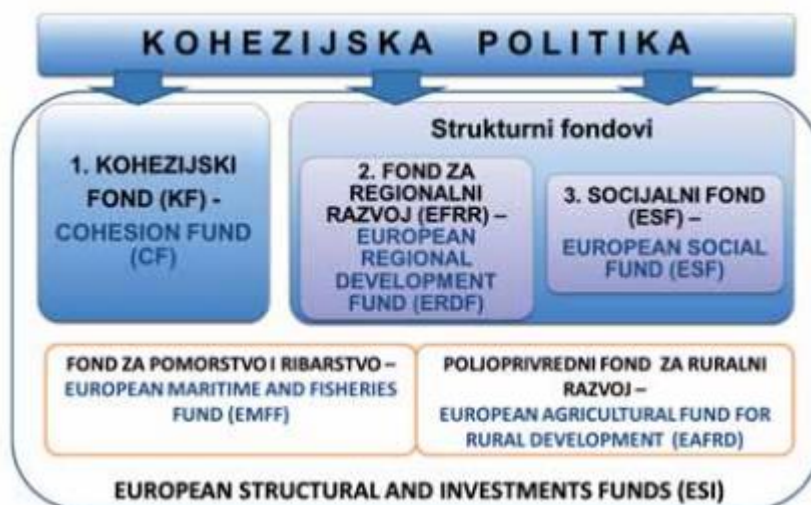 KOHEZIJSKA POLITIKA
1. KOHEZIJSKI
FOND (KF) -
COHESION FUND
(CF)
Strukturni fondovi
2. FOND ZA
REGIONALNI
RAZVOJ (EFRR) –
EUROPEAN
REGIONAL
DEVELOPMENT
FUND (ERDF)
3. SOCIJALNI FOND
(ESF) –
EUROPEAN SOCIAL
FUND (ESF)
FOND ZA POMORSTVO I RIBARSTVO –
EUROPEAN MARITIME AND FISHERIES
FUND (EMFF)
POLJOPRIVREDNI FOND ZA RURALNI
RAZVOJ –
EUROPEAN AGRICULTURAL FUND FOR
RURAL DEVELOPMENT (EAFRD)
EUROPEAN STRUCTURAL AND INVESTMENTS FUNDS (ESI)